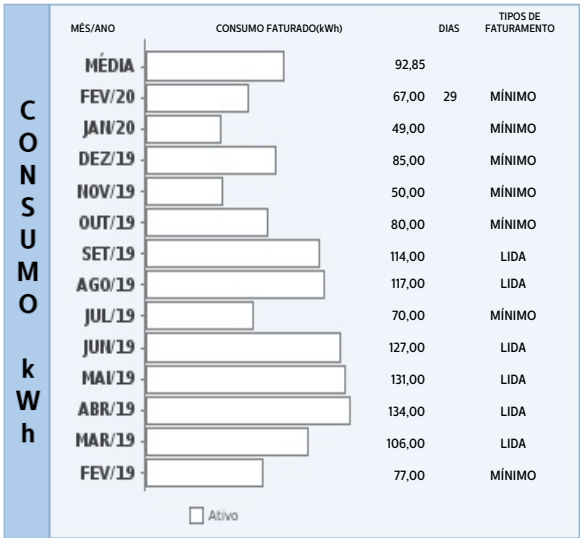 CONSUMO kWh
MÊS/ANO CONSUMO FATURADO(kWh) DIAS TIPOS DE FATURAMENTO
MÉDIA 92,85
FEV/20 67,00 29 MÍNIMO
JAN/20 49,00 MÍNIMO
DEZ/19 85,00 MÍNIMO
NOV/19 50,00 MÍNIMO
OUT/19 80,00 MÍNIMO
SET/19 114,00 LIDA
AGO/19 117,00 LIDA
JUL/19 70,00 MÍNIMO
JUN/19 127,00 LIDA
MAI/19 131,00 LIDA
ABR/19 134,00 LIDA
MAR/19 106,00 LIDA
FEV/19 77,00 MÍNIMO
Ativo